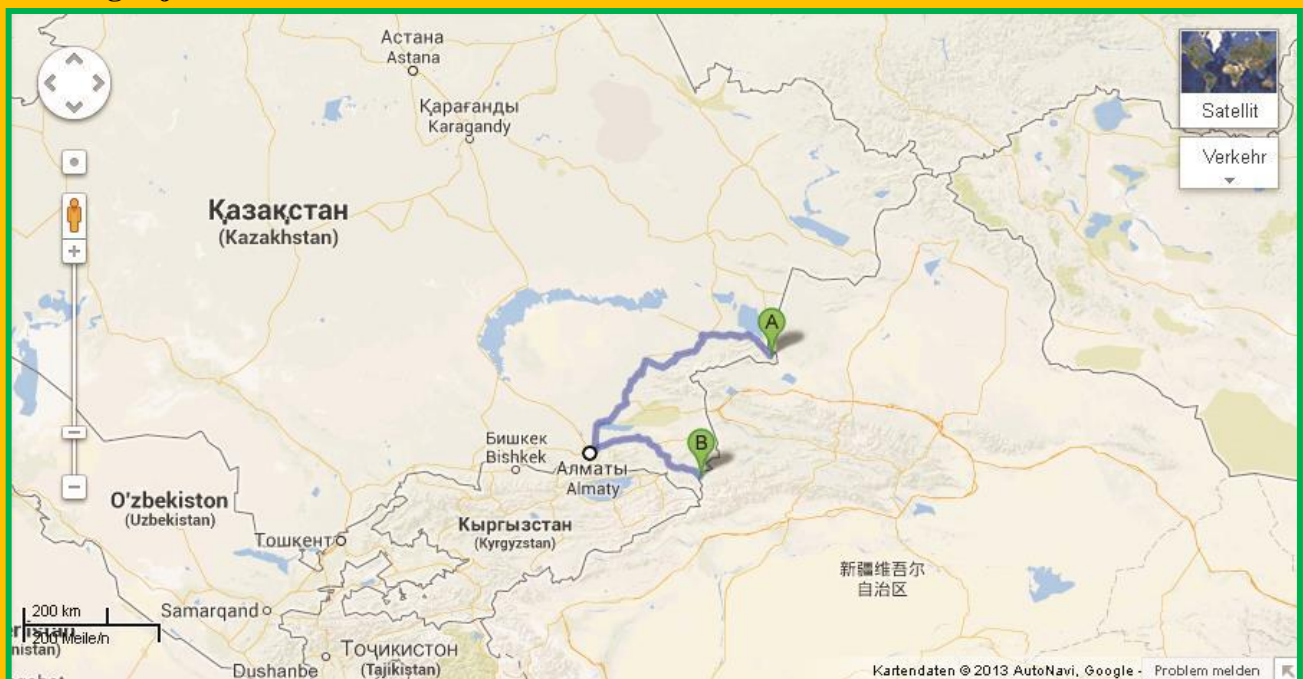 Астана
Astana
Қарағанды
Karagandy
Satellit
Verkehr
Қазақстан
(Kazakhstan)
A
B
Бишкек
Bishkek
Алматы
Almaty
O'zbekiston
(Uzbekistan)
Кыргызстан
(Kyrgyzstan)
Тошкент
新疆维吾尔
自治区
200 km
Samarqand
200 Meile/n
nistan)
Тоҷикистон
(Tajikistan)
Dushanbe
Kartendaten © 2013 AutoNavi, Google - Problem melden